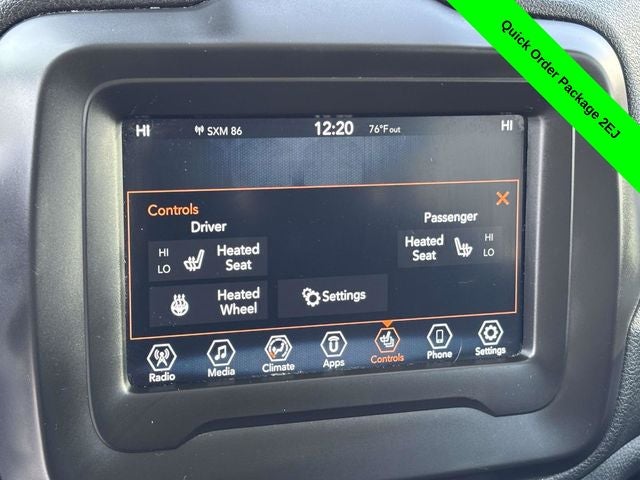 Quick Order Package 2EJ
HI SXM 86 12:20 76°F out HI
Controls
Driver
Passenger
HI
LO
Heated
Seat
Heated
Seat
HI
LO
Heated
Wheel
Settings
Radio Media Climate Apps Controls Phone Settings